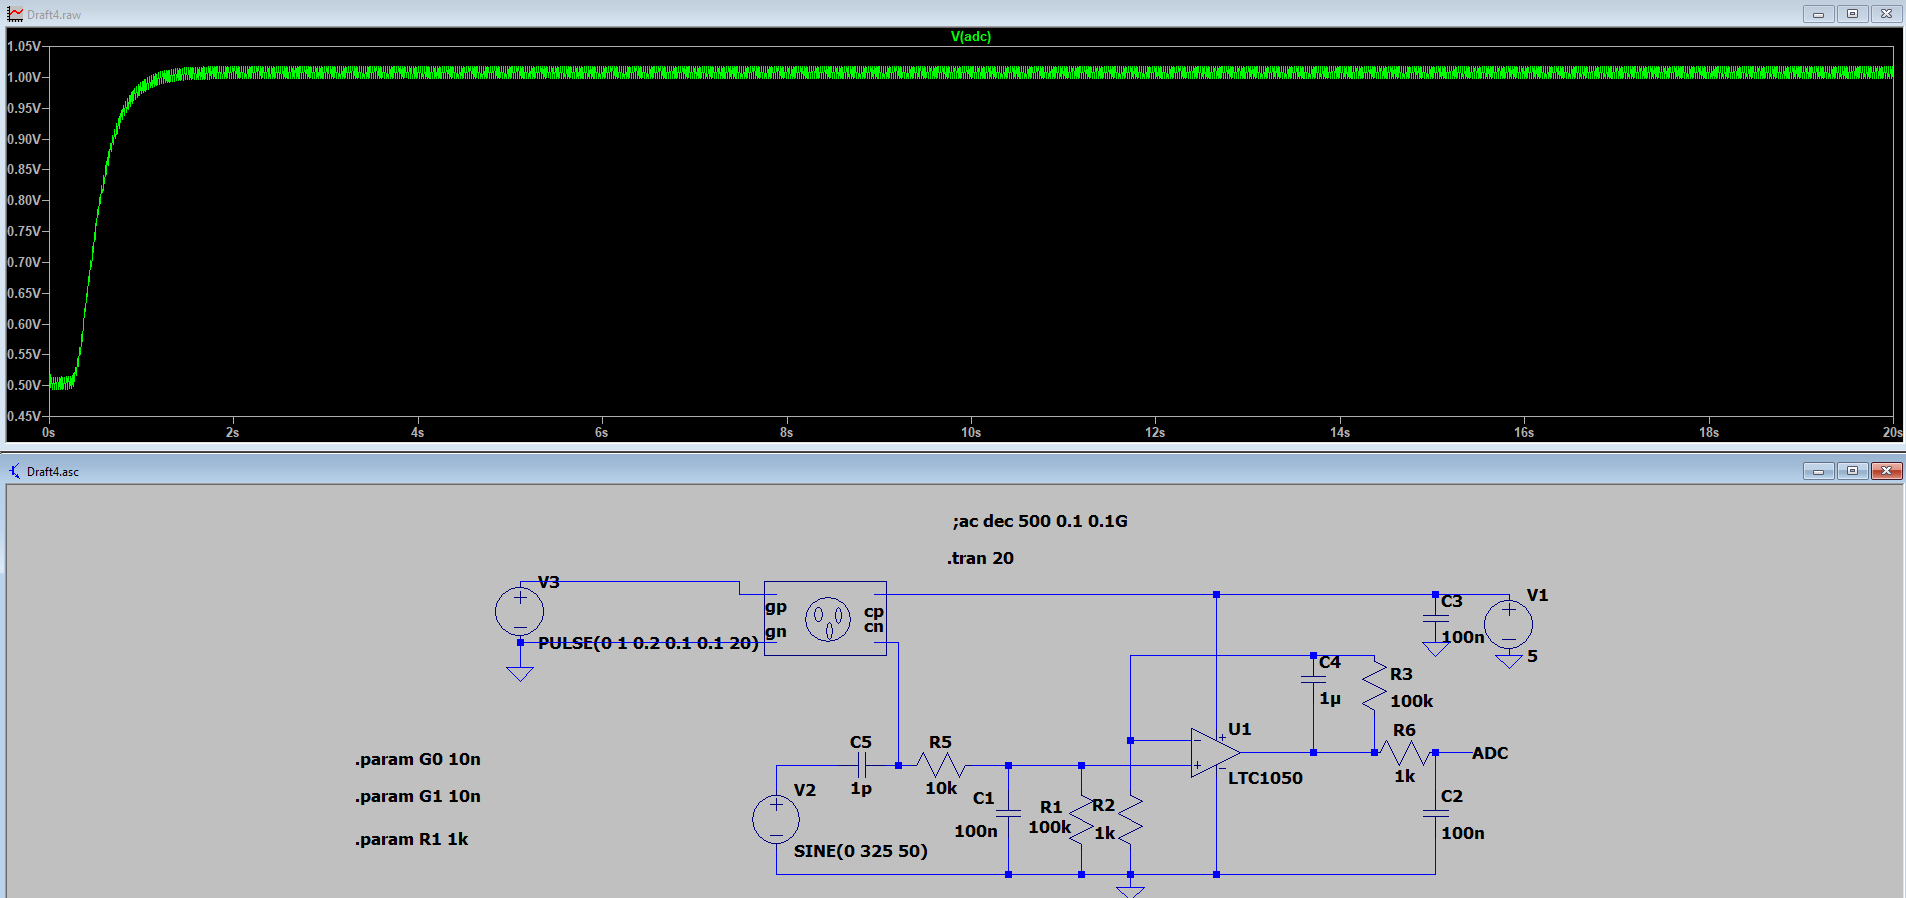 Draft4.raw
V(adc)
1.05V
1.00V
0.95V
0.90V
0.85V
0.80V
0.75V
0.70V
0.65V
0.60V
0.55V
0.50V
0.45V
0s 2s 4s 6s 8s 10s 12s 14s 16s 18s 20s
Draft4.asc
;ac dec 500 0.1 0.1G
.tran 20
V3
PULSE(0 1 0.2 0.1 0.1 20)
gp
gn
cp
cn
C3
100n
V1
5
C4
1µ
R3
100k
R6
1k
ADC
U1
LTC1050
C2
100n
C5
1p
R5
10k
V2
SINE(0 325 50)
C1
100n
R1
100k
R2
1k
.param G0 10n
.param G1 10n
.param R1 1k